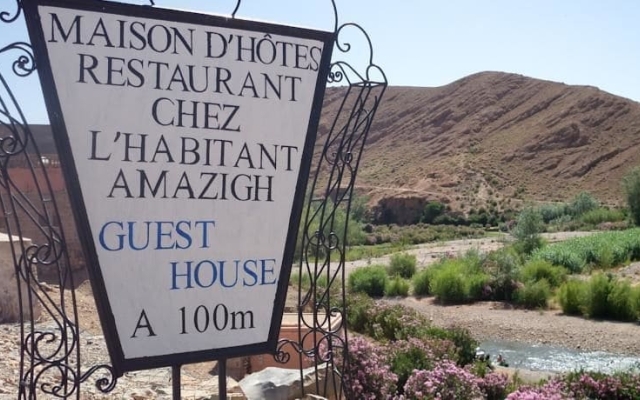 MAISON D'HÔTES
RESTAURANT
CHEZ
L'HABITANT
AMAZIGH
GUEST
HOUSE
A 100m